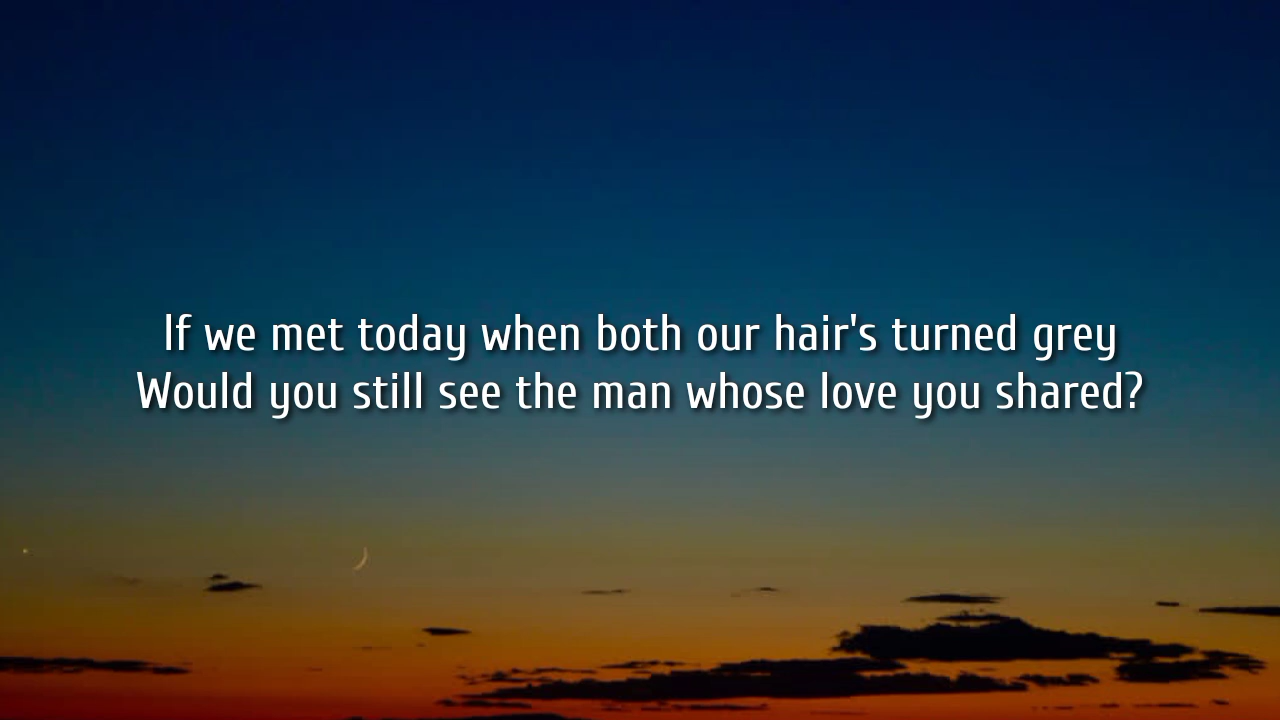 If we met today when both our hair's turned grey
Would you still see the man whose love you shared?